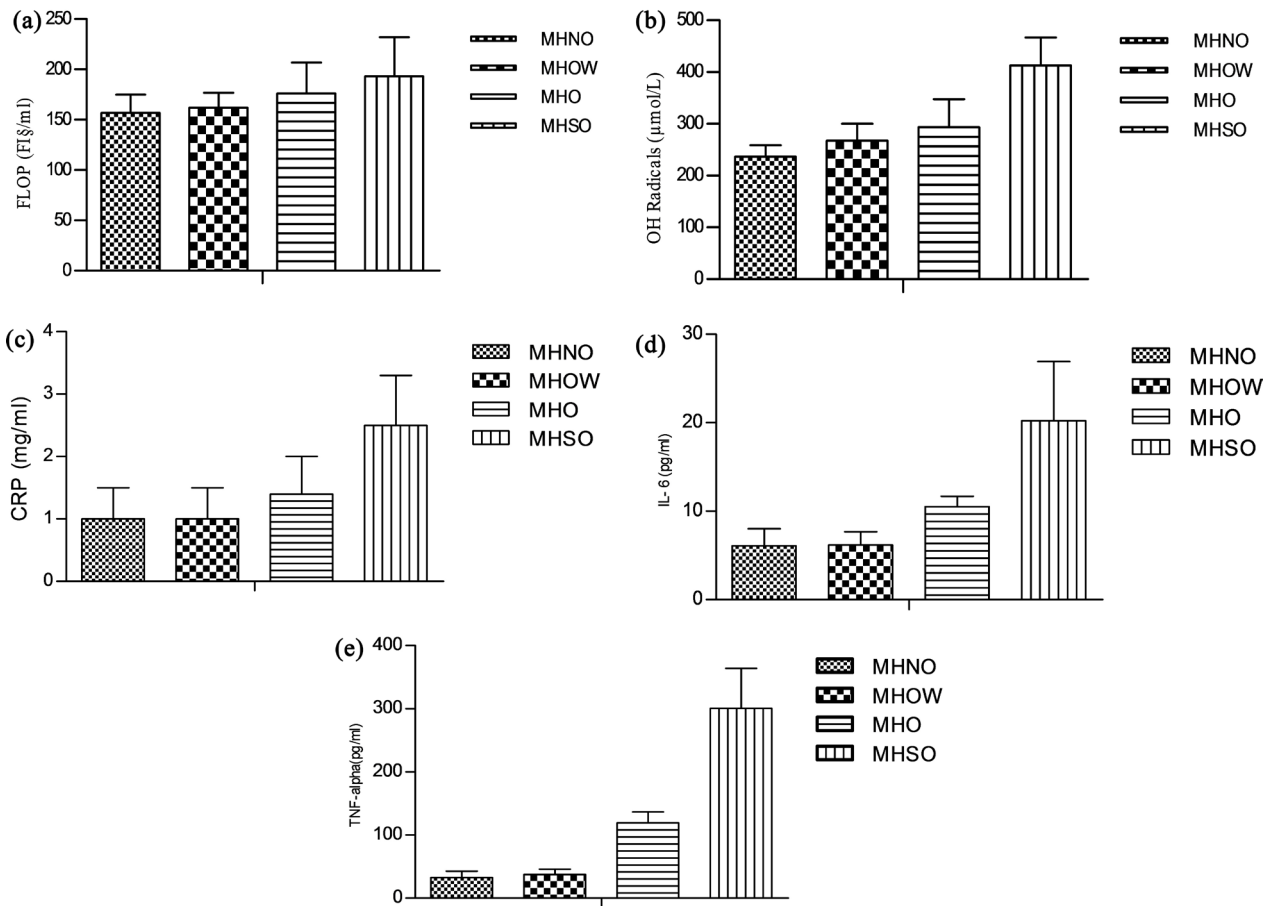 (a)
250
200
150
100
50
0
FLOP (FI§/ml)
MHNO
MHOW
MHO
MHSO
(b)
500
400
300
200
100
0
OH Radicals (µmol/L)
MHNO
MHOW
MHO
MHSO
(c)
4
3
2
1
0
CRP (mg/ml)
MHNO
MHOW
MHO
MHSO
(d)
30
20
10
0
IL- 6 (pg/ml)
MHNO
MHOW
MHO
MHSO
(e)
400
300
200
100
0
TNF-alpha(pg/ml)
MHNO
MHOW
MHO
MHSO